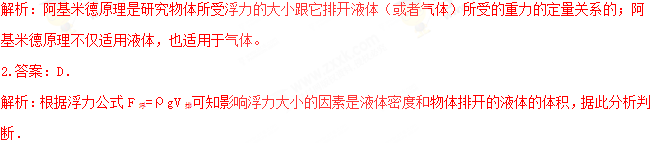 解析：阿基米德原理是研究物体所受浮力的大小跟它排开液体（或者气体）所受的重力的定量关系的；阿
基米德原理不仅适用液体，也适用于气体。
2.答案：D．
解析：根据浮力公式 F 浮=ρgV 排可知影响浮力大小的因素是液体密度和物体排开的液体的体积，据此分析判
断．